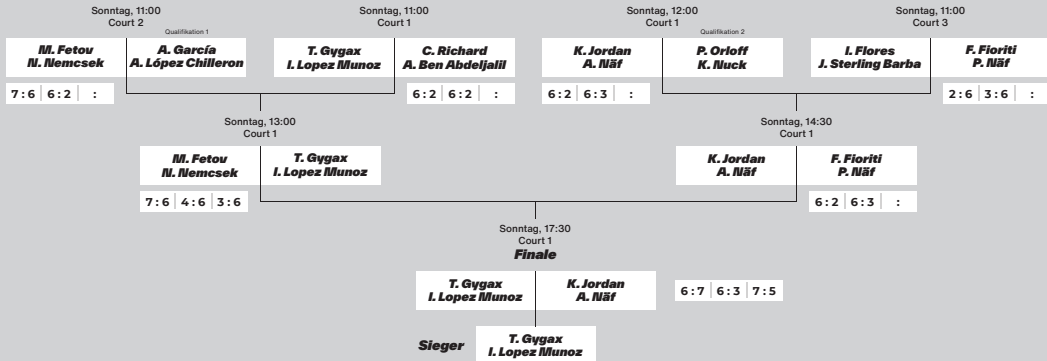 Sonntag, 11:00
Court 2
Qualifikation 1
M. Fetov
N. Nemcsek
A. García
A. López Chilleron
7:6 6:2 :
Sonntag, 11:00
Court 1
T. Gygax
I. Lopez Munoz
C. Richard
A. Ben Abdeljalil
6:2 6:2 :
Sonntag, 12:00
Court 1
Qualifikation 2
K. Jordan
A. Näf
P. Orloff
K. Nuck
6:2 6:3 :
Sonntag, 11:00
Court 3
I. Flores
J. Sterling Barba
F. Fioriti
P. Näf
2:6 3:6 :
Sonntag, 13:00
Court 1
M. Fetov
N. Nemcsek
T. Gygax
I. Lopez Munoz
7:6 4:6 3:6
Sonntag, 14:30
Court 1
K. Jordan
A. Näf
F. Fioriti
P. Näf
6:2 6:3 :
Sonntag, 17:30
Court 1
Finale
T. Gygax
I. Lopez Munoz
K. Jordan
A. Näf
6:7 6:3 7:5
Sieger
T. Gygax
I. Lopez Munoz